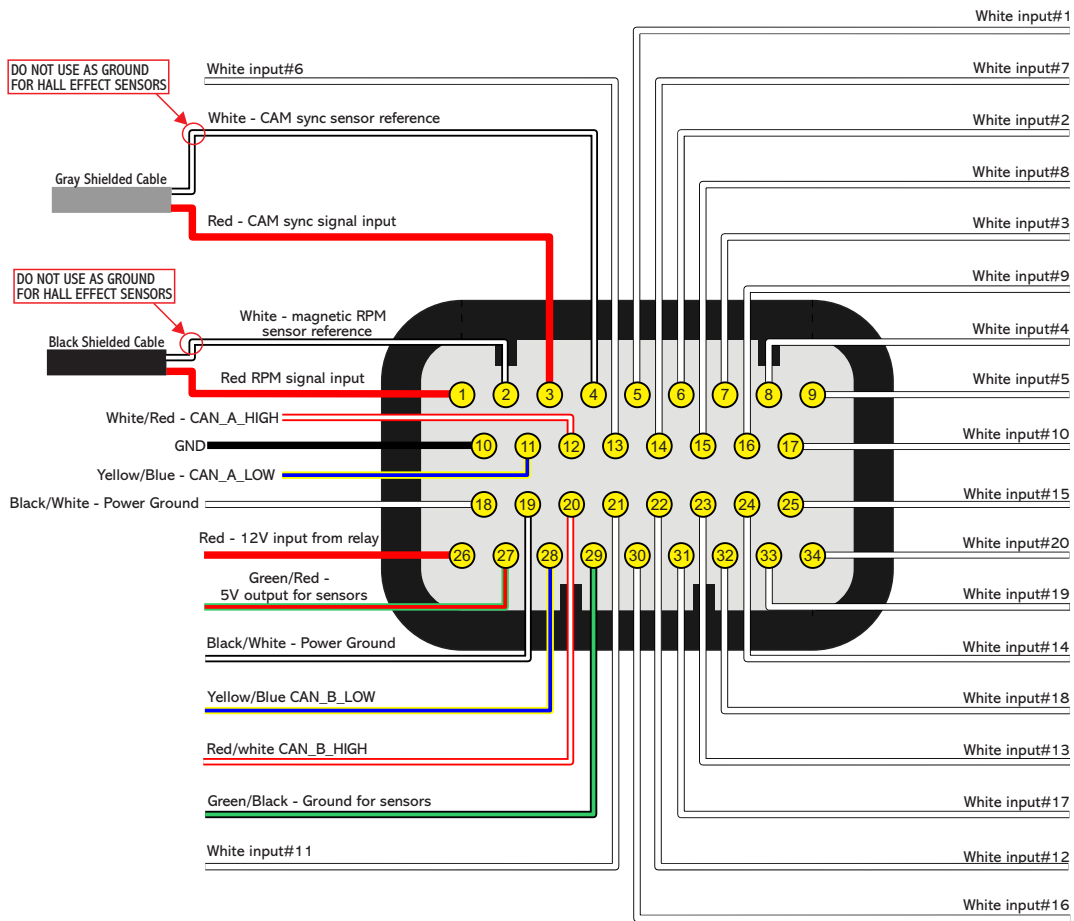 White input#1
DO NOT USE AS GROUND
FOR HALL EFFECT SENSORS
White input#6
White input#7
White - CAM sync sensor reference
White input#2
Gray Shielded Cable
White input#8
Red - CAM sync signal input
White input#3
DO NOT USE AS GROUND
FOR HALL EFFECT SENSORS
White input#9
White - magnetic RPM
sensor reference
White input#4
Black Shielded Cable
Red RPM signal input
White input#5
1 2 3 4 5 6 7 8 9
White/Red - CAN_A_HIGH
White input#10
GND
10 11 12 13 14 15 16 17
Yellow/Blue - CAN_A_LOW
White input#15
Black/White - Power Ground
18 19 20 21 22 23 24 25
Red - 12V input from relay
White input#20
26 27 28 29 30 31 32 33 34
Green/Red -
5V output for sensors
White input#19
Black/White - Power Ground
White input#14
Yellow/Blue CAN_B_LOW
White input#18
Red/white CAN_B_HIGH
White input#13
Green/Black - Ground for sensors
White input#17
White input#11
White input#12
White input#16